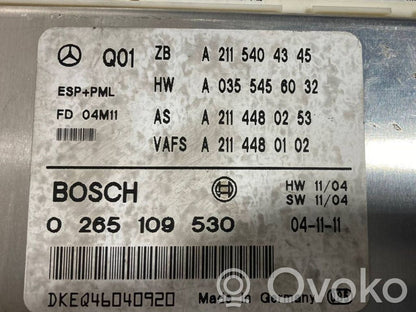 Q01 ZB A 211 540 43 45
HW A 035 545 60 32
ESP+PML
FD 04M11
AS A 211 448 02 53
VAFS A 211 448 01 02
BOSCH
HW 11/04
SW 11/04
0 265 109 530 04-11-11
DKEQ46040920 Made in Germany
Ovoko